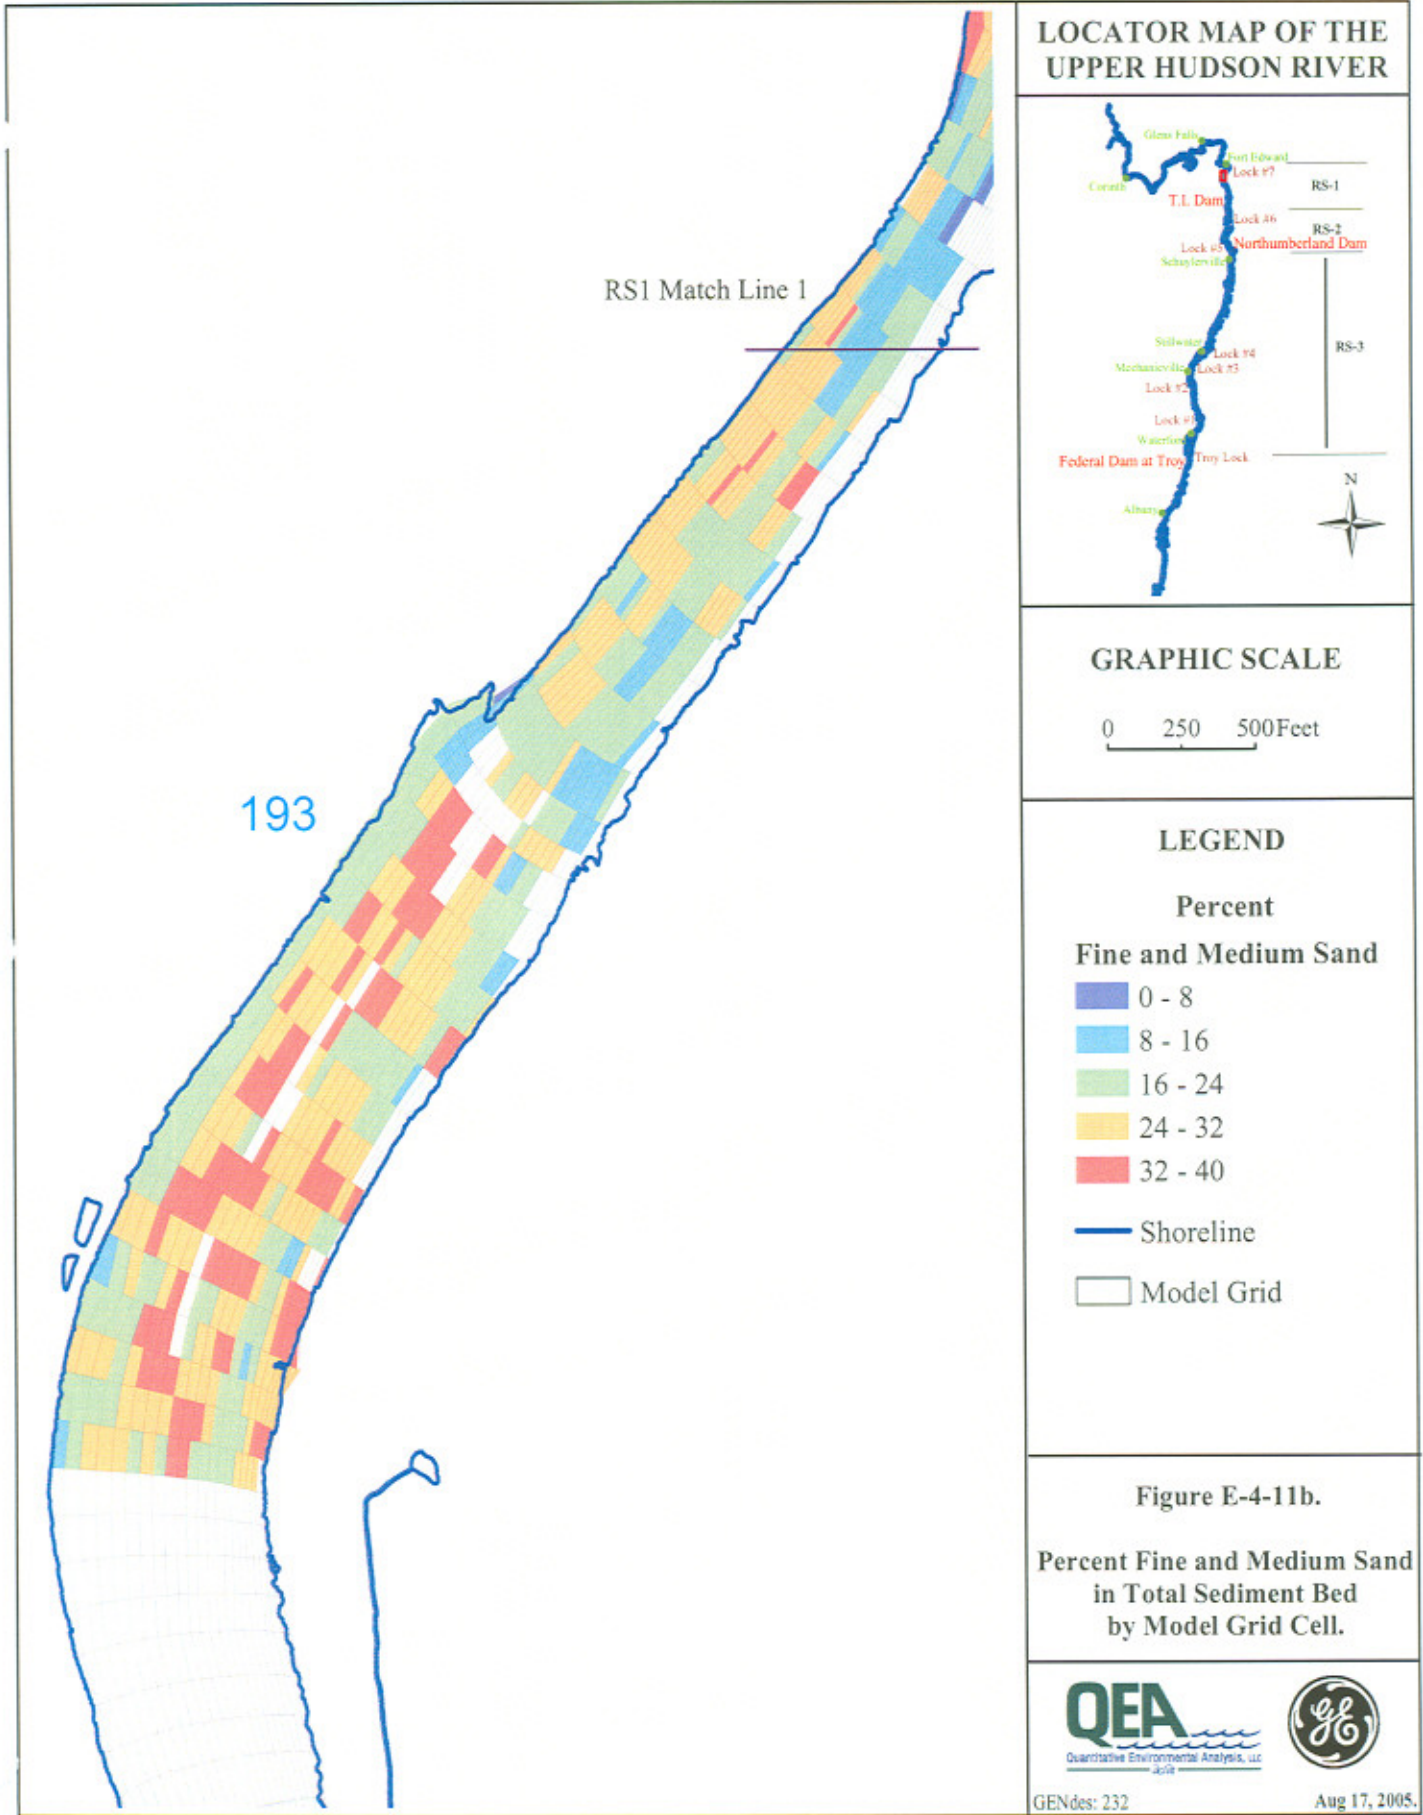 LOCATOR MAP OF THE
UPPER HUDSON RIVER
Glens Falls
Fort Edward
Lock #7
Corinth
RS-1
T.I. Dam
Lock #6
RS-2
Northumberland Dam
Lock #5
Schuylerville
RS1 Match Line 1
Stillwater
RS-3
Lock #4
Mechanicville
Lock #3
Lock #2
Lock #1
Waterford
Federal Dam at Troy
Troy Lock
N
Albany
GRAPHIC SCALE
0 250 500Feet
193
LEGEND
Percent
Fine and Medium Sand
0 - 8
8 - 16
16 - 24
24 - 32
32 - 40
Shoreline
Model Grid
Figure E-4-11b.
Percent Fine and Medium Sand
in Total Sediment Bed
by Model Grid Cell.
QEA
Quantitative Environmental Analysis, LLC
GE
GENdes: 232
Aug 17, 2005.